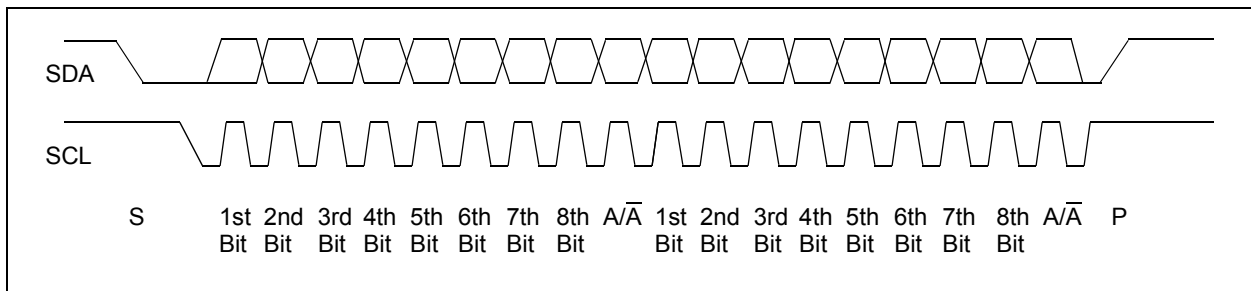 SDA
SCL
S 1st 2nd 3rd 4th 5th 6th 7th 8th A/A̅ 1st 2nd 3rd 4th 5th 6th 7th 8th A/A̅ P
Bit Bit Bit Bit Bit Bit Bit Bit Bit Bit Bit Bit Bit Bit Bit Bit